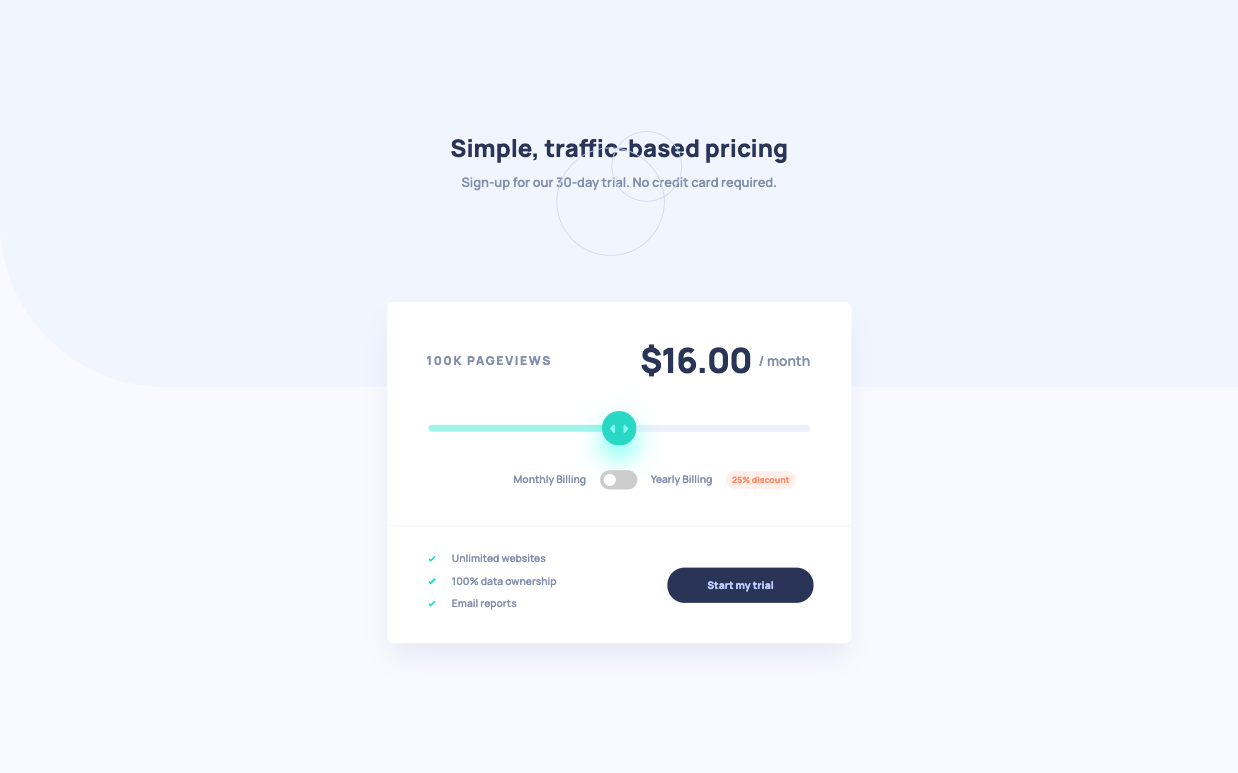 Simple, traffic-based pricing
Sign-up for our 30-day trial. No credit card required.
100K PAGEVIEWS
$16.00 / month
Monthly Billing
Yearly Billing
25% discount
Unlimited websites
100% data ownership
Email reports
Start my trial